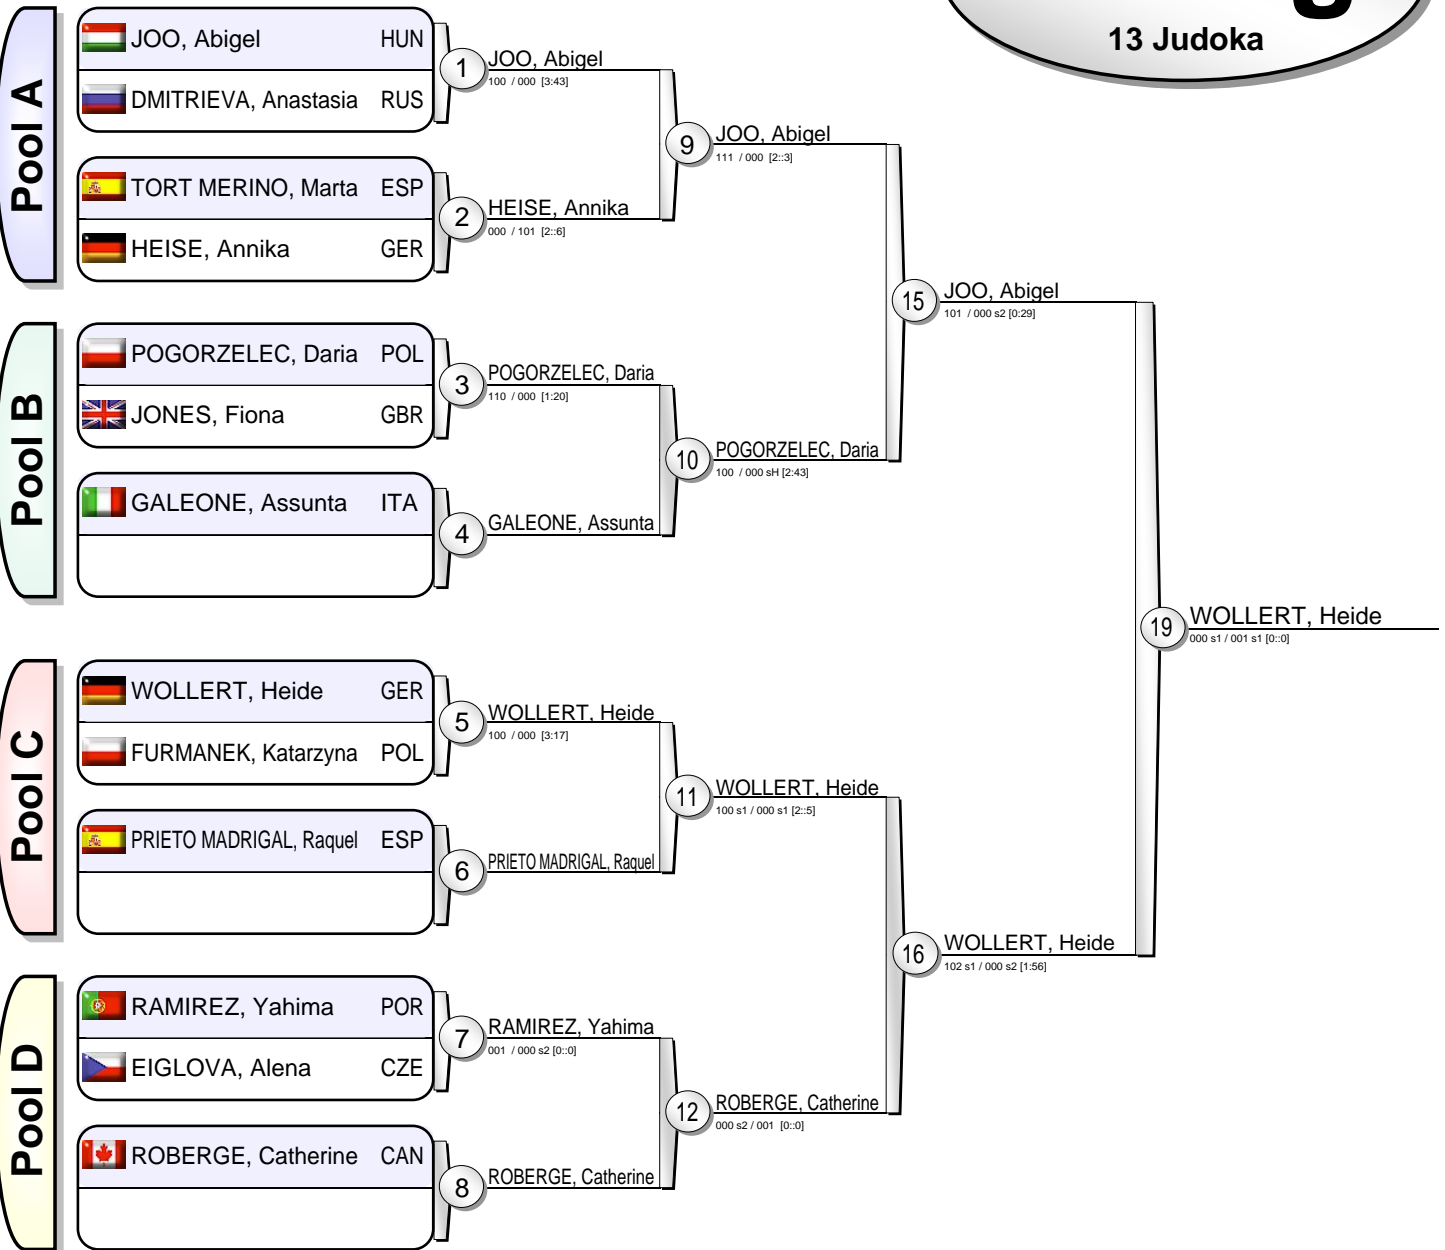 13 Judoka
Pool A
JOO, Abigel HUN
DMITRIEVA, Anastasia RUS
TORT MERINO, Marta ESP
HEISE, Annika GER
Pool B
POGORZELEC, Daria POL
JONES, Fiona GBR
GALEONE, Assunta ITA
Pool C
WOLLERT, Heide GER
FURMANEK, Katarzyna POL
PRIETO MADRIGAL, Raquel ESP
Pool D
RAMIREZ, Yahima POR
EIGLOVA, Alena CZE
ROBERGE, Catherine CAN
1 JOO, Abigel
100 / 000 [3:43]
2 HEISE, Annika
000 / 101 [2::6]
3 POGORZELEC, Daria
110 / 000 [1:20]
4 GALEONE, Assunta
5 WOLLERT, Heide
100 / 000 [3:17]
6 PRIETO MADRIGAL, Raquel
7 RAMIREZ, Yahima
001 / 000 s2 [0::0]
8 ROBERGE, Catherine
9 JOO, Abigel
111 / 000 [2::3]
10 POGORZELEC, Daria
100 / 000 sH [2:43]
11 WOLLERT, Heide
100 s1 / 000 s1 [2::5]
12 ROBERGE, Catherine
000 s2 / 001 [0::0]
15 JOO, Abigel
101 / 000 s2 [0:29]
16 WOLLERT, Heide
102 s1 / 000 s2 [1:56]
19 WOLLERT, Heide
000 s1 / 001 s1 [0::0]